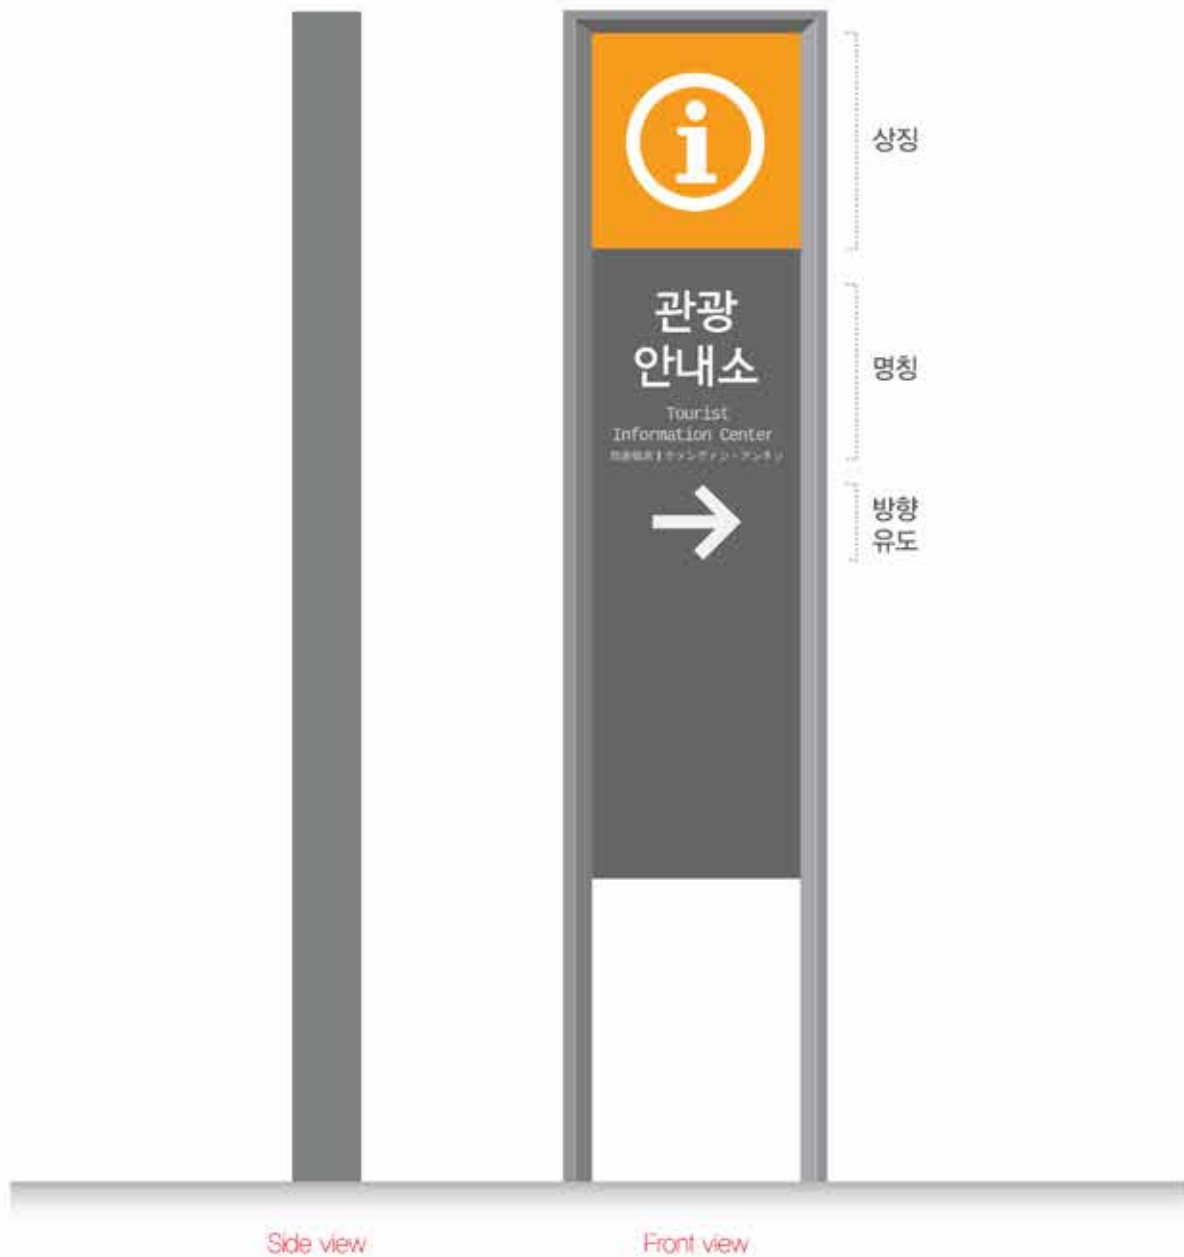 상징
관광
안내소
Tourist
Information Center
명칭
방향
유도
Side view
Front view